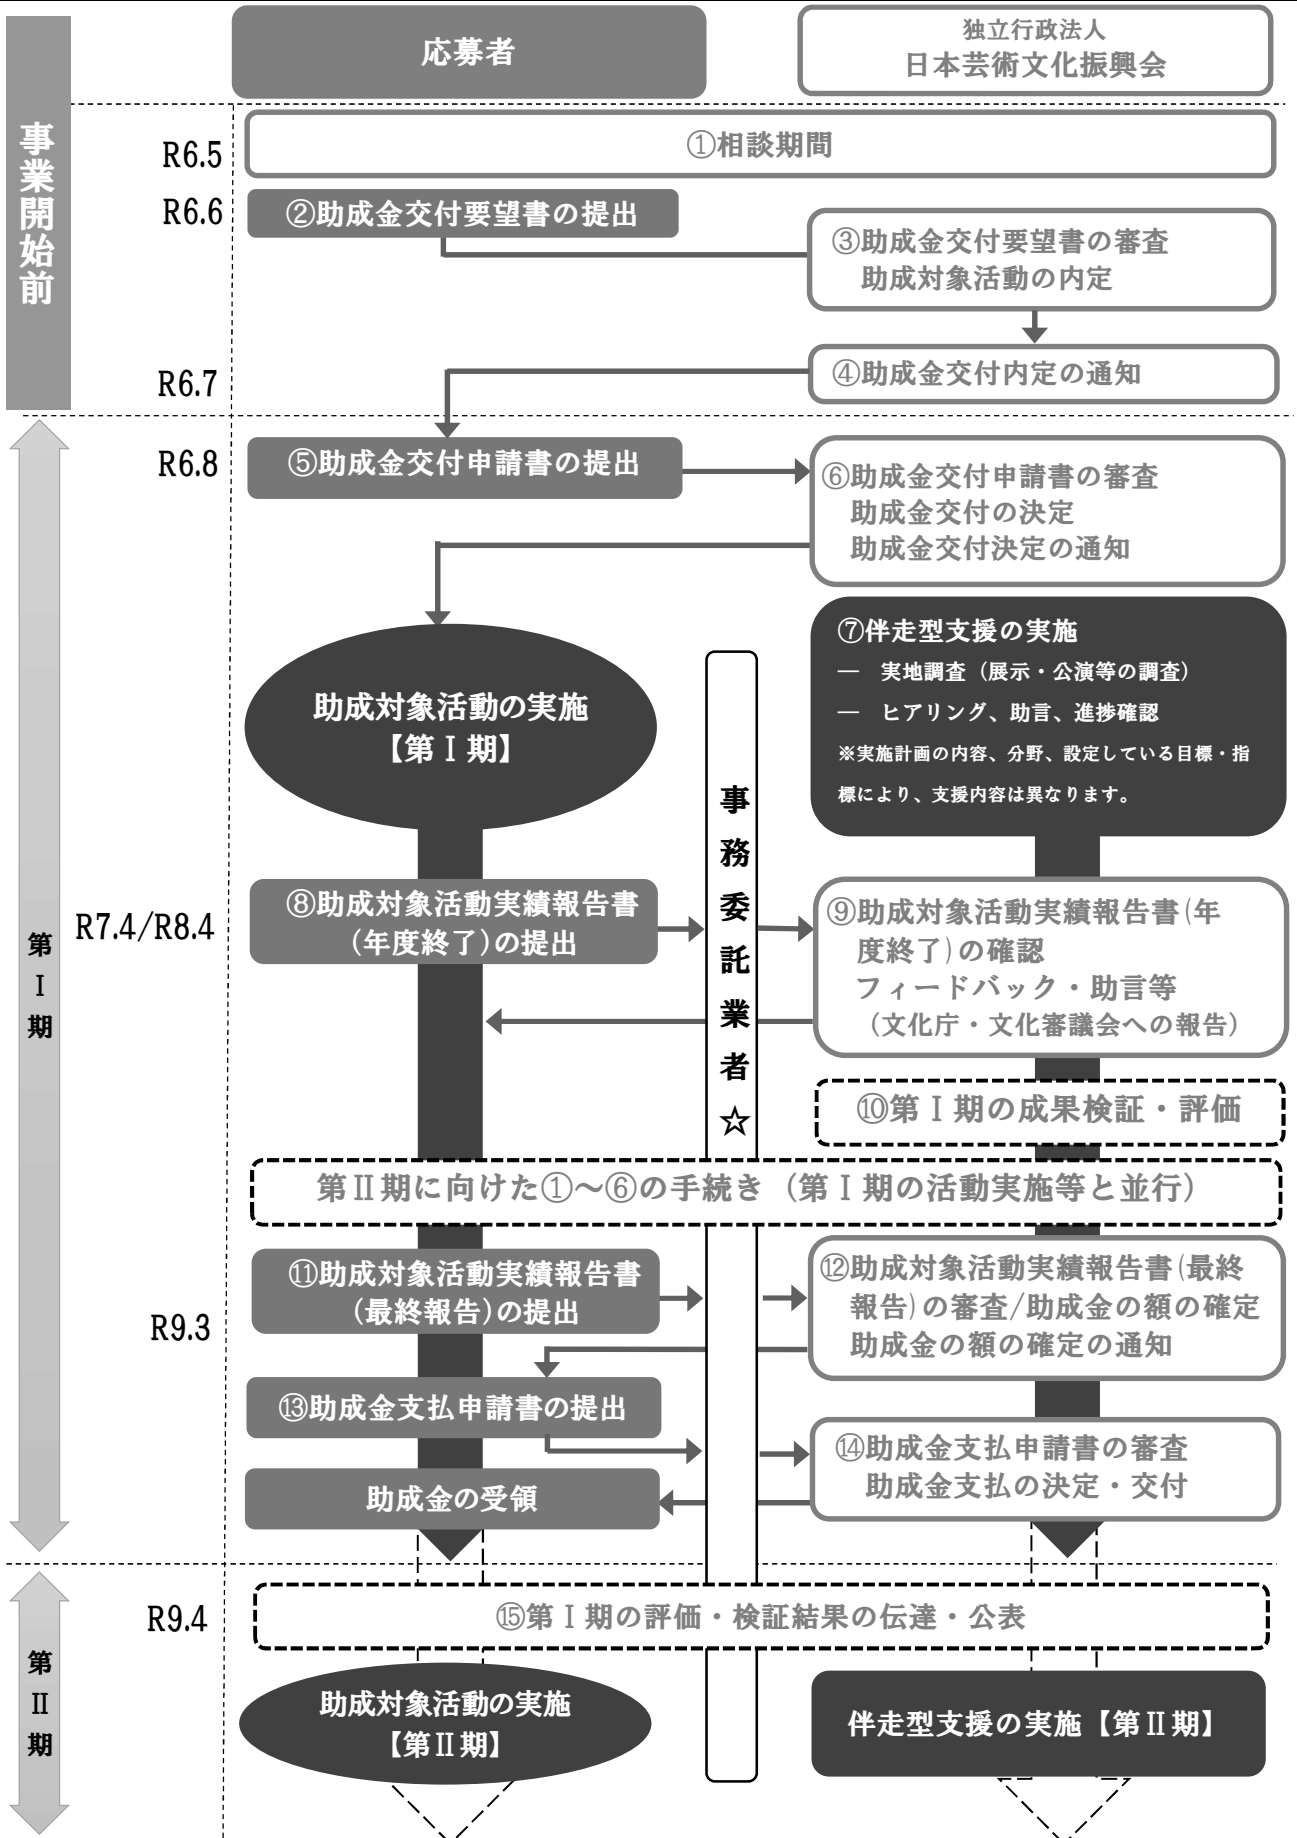 応募者
独立行政法人
日本芸術文化振興会
事業開始前
R6.5
①相談期間
R6.6
②助成金交付要望書の提出
③助成金交付要望書の審査
助成対象活動の内定
R6.7
④助成金交付内定の通知
第Ⅰ期
R6.8
⑤助成金交付申請書の提出
⑥助成金交付申請書の審査
助成金交付の決定
助成金交付決定の通知
助成対象活動の実施
【第Ⅰ期】
事務委託業者☆
⑦伴走型支援の実施
― 実地調査（展示・公演等の調査）
― ヒアリング、助言、進捗確認
※実施計画の内容、分野、設定している目標・指
標により、支援内容は異なります。
R7.4/R8.4
⑧助成対象活動実績報告書
(年度終了)の提出
⑨助成対象活動実績報告書(年
度終了)の確認
フィードバック・助言等
（文化庁・文化審議会への報告）
⑩第Ⅰ期の成果検証・評価
第Ⅱ期に向けた①～⑥の手続き（第Ⅰ期の活動実施等と並行）
R9.3
⑪助成対象活動実績報告書
(最終報告)の提出
⑫助成対象活動実績報告書(最終
報告)の審査/助成金の額の確定
助成金の額の確定の通知
⑬助成金支払申請書の提出
⑭助成金支払申請書の審査
助成金支払の決定・交付
助成金の受領
第Ⅱ期
R9.4
⑮第Ⅰ期の評価・検証結果の伝達・公表
助成対象活動の実施
【第Ⅱ期】
伴走型支援の実施【第Ⅱ期】